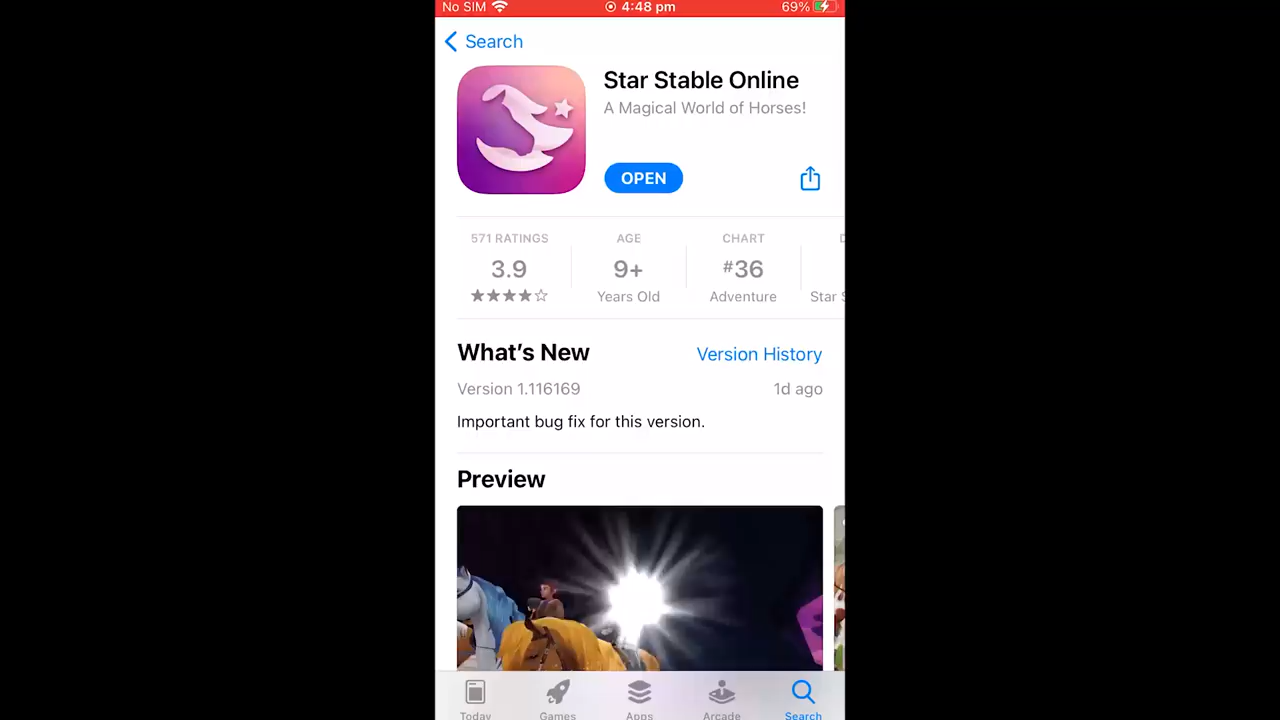 No SIM 4:48 pm 69%
Search
Star Stable Online
A Magical World of Horses!
OPEN
571 RATINGS AGE CHART
3.9 9+ #36
Years Old Adventure Star
What's New Version History
Version 1.116169 1d ago
Important bug fix for this version.
Preview
Today Games Apps Arcade Search